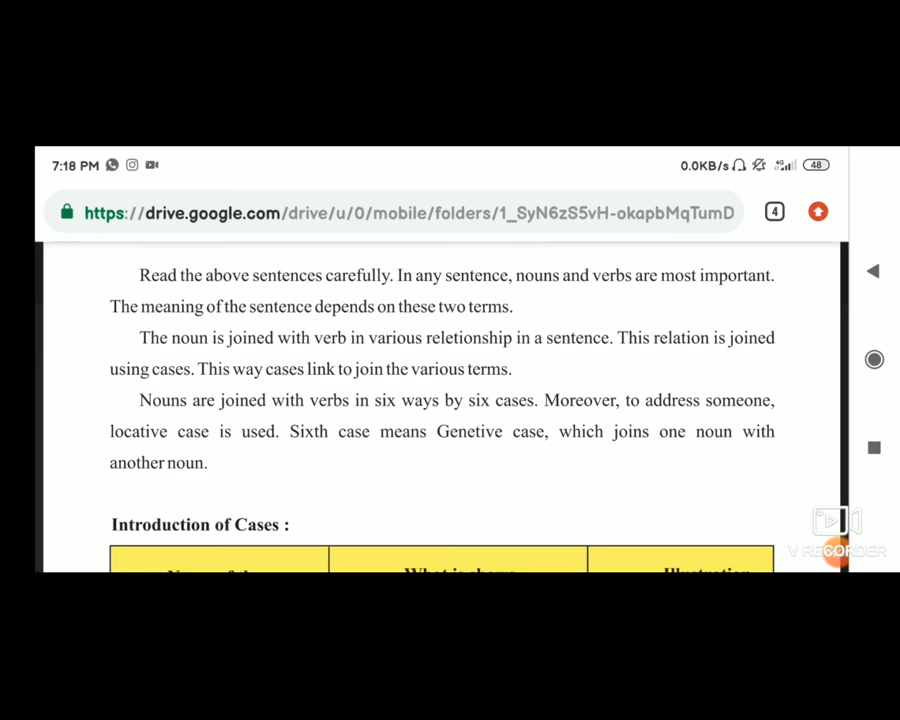 7:18 PM
0.0KB/s 4G 48
https://drive.google.com/drive/u/0/mobile/folders/1_SyN6zS5vH-okapbMqTumD
4
Read the above sentences carefully. In any sentence, nouns and verbs are most important.
The meaning of the sentence depends on these two terms.
The noun is joined with verb in various reletionship in a sentence. This relation is joined
using cases. This way cases link to join the various terms.
Nouns are joined with verbs in six ways by six cases. Moreover, to address someone,
locative case is used. Sixth case means Genetive case, which joins one noun with
another noun.
Introduction of Cases :
What is shown Illustration
V RECORDER